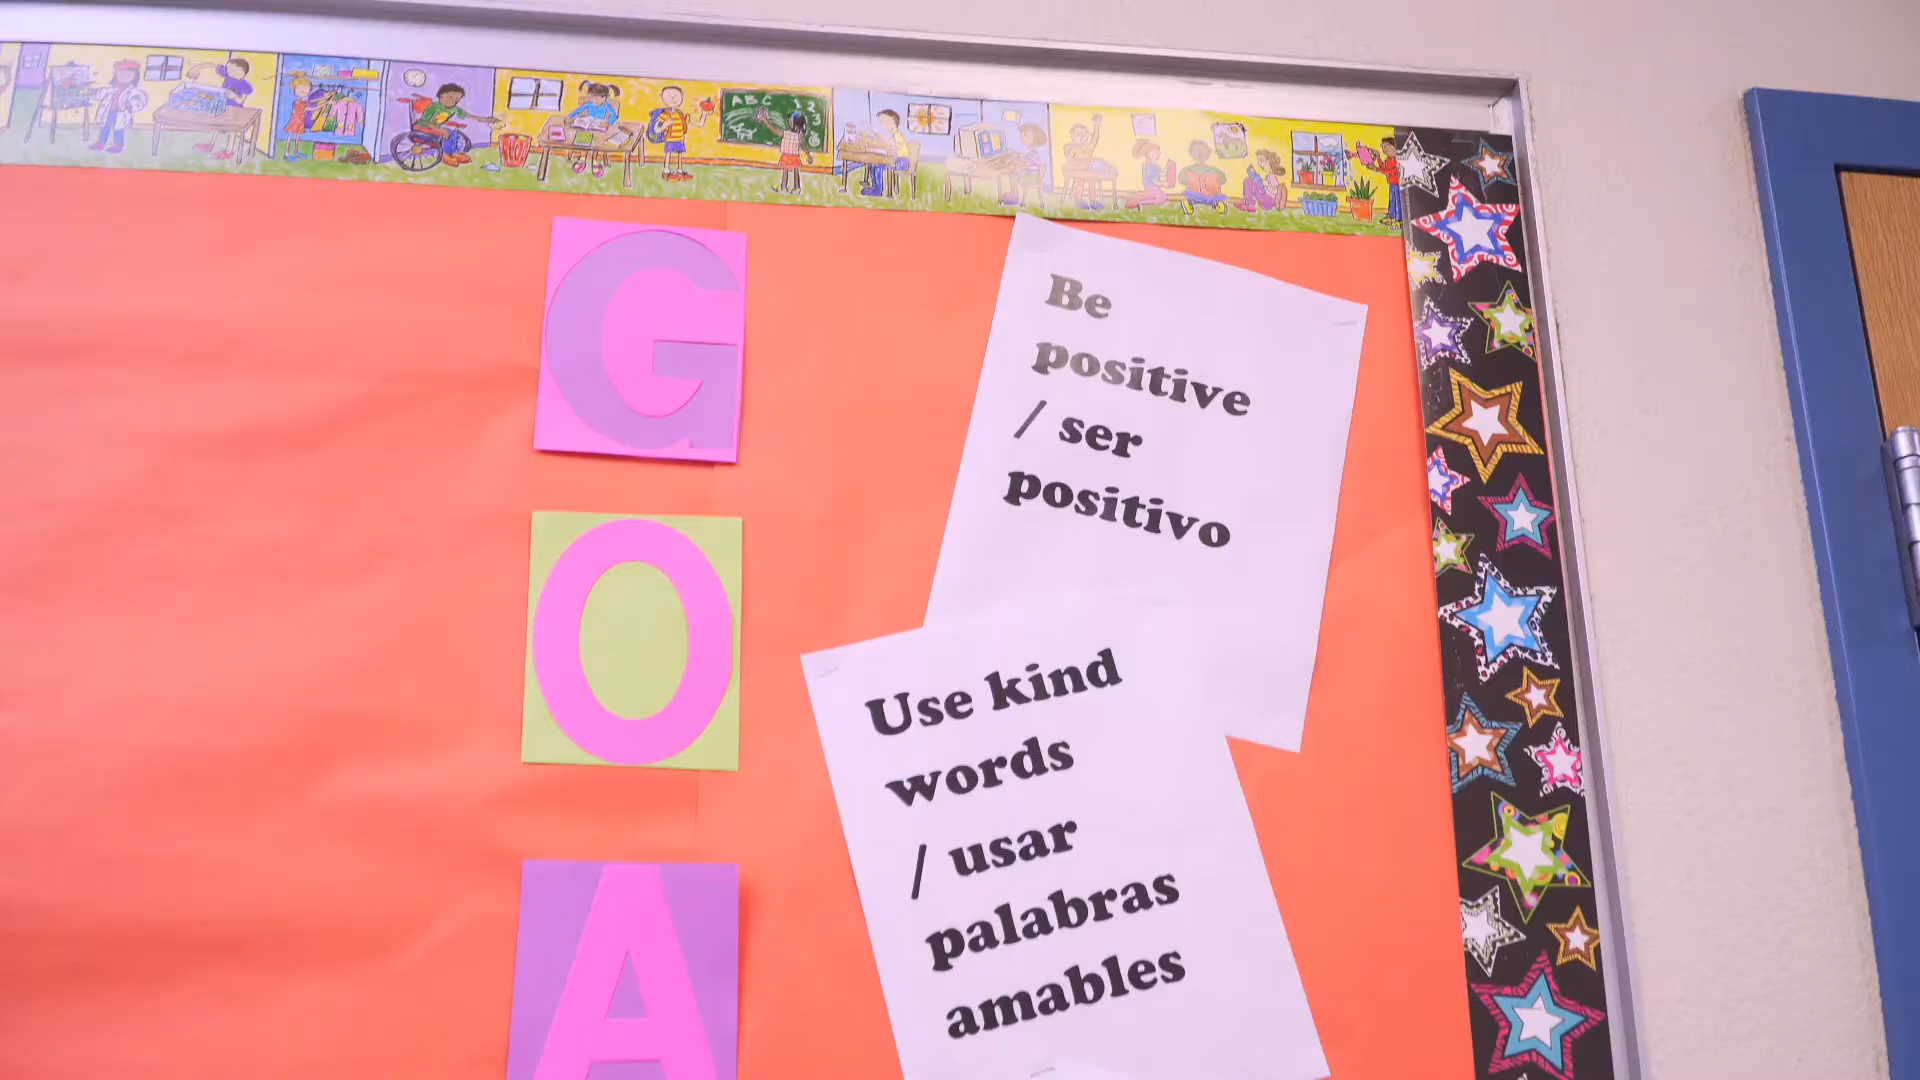 ABC 123
G
O
A
Be
positive
/ ser
positivo
Use kind
words
/ usar
palabras
amables